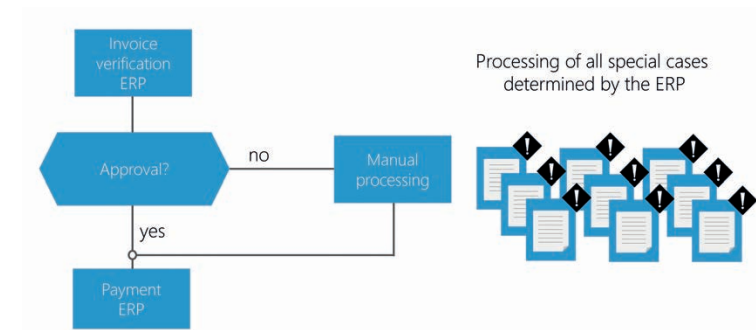 Invoice
verification
ERP
Processing of all special cases
determined by the ERP
Approval?
no
Manual
processing
yes
Payment
ERP